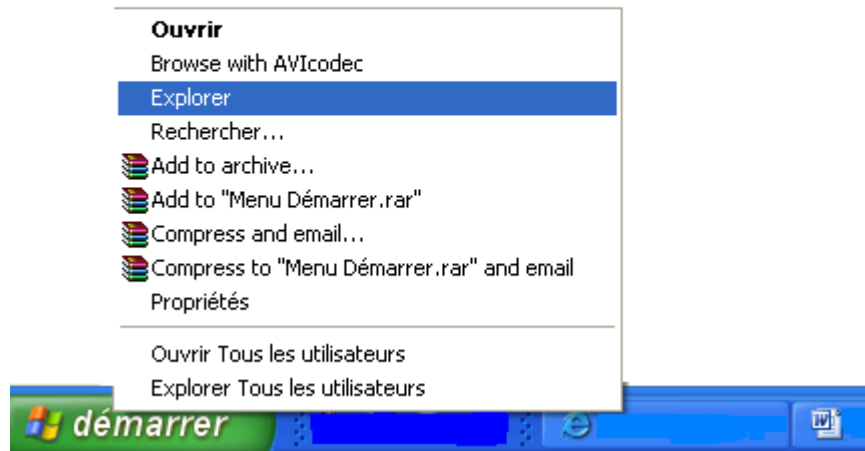 Ouvrir
Browse with AVIcodec
Explorer
Rechercher...
Add to archive...
Add to "Menu Démarrer.rar"
Compress and email...
Compress to "Menu Démarrer.rar" and email
Propriétés
Ouvrir Tous les utilisateurs
Explorer Tous les utilisateurs
démarrer